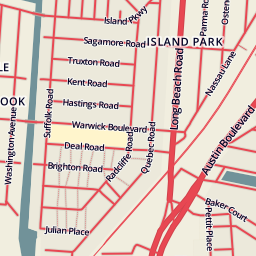 Island Pkwy
Sagamore Road
ISLAND PARK
Truxton Road
Kent Road
Hastings Road
Warwick Boulevard
Deal Road
Brighton Road
Julian Place
Suffolk Road
Washington Avenue
Radcliffe Road
Quebec Road
Long Beach Road
Nassau Lane
Austin Boulevard
Parma Road
Baker Court
Petit Place